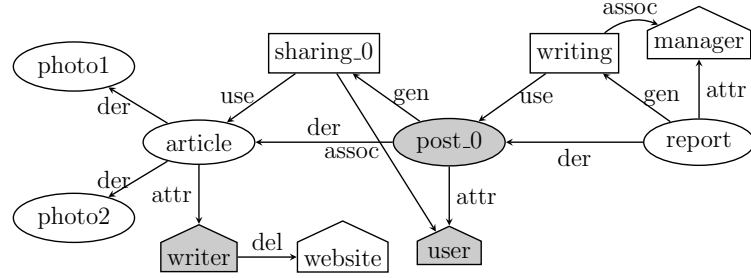 assoc
sharing_0
writing
manager
photo1
der
use
gen
use
gen
attr
article
der
assoc
post_0
der
report
der
attr
attr
photo2
writer
del
website
user